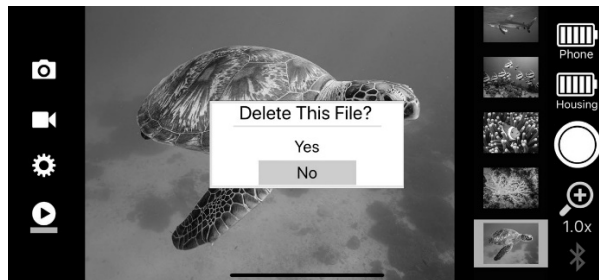 Delete This File?
Yes
No
Phone
Housing
1.0x